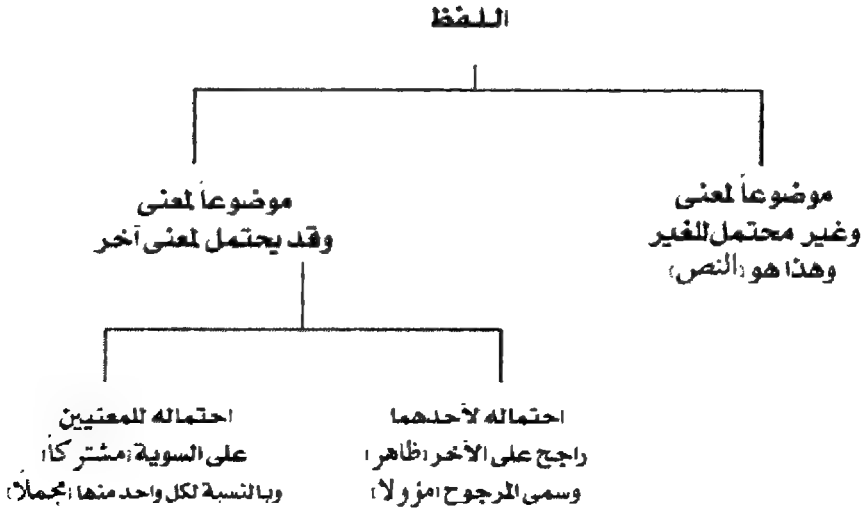 اللفظ
موضوعاً لمعنى
وغير محتمل للغير
وهذا هو (النص)
موضوعاً لمعنى
وقد يحتمل لمعنى آخر
احتماله لأحدهما
راجح على الآخر (ظاهر)
وسمى المرجوح (مؤولا)
احتماله للمعنيين
على السوية (مشتركاً)
وبالنسبة لكل واحد منها (مجملاً)